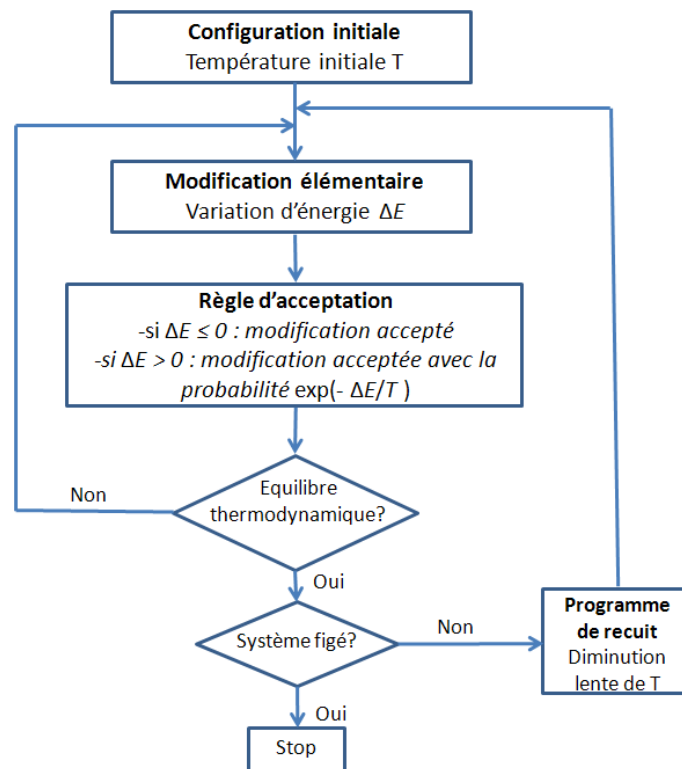 Configuration initiale
Température initiale T
Modification élémentaire
Variation d'énergie ΔE
Règle d'acceptation
-si ΔE ≤ 0 : modification accepté
-si ΔE > 0 : modification acceptée avec la
probabilité exp(- ΔE/T )
Non
Equilibre
thermodynamique?
Oui
Système figé?
Non
Programme
de recuit
Diminution
lente de T
Oui
Stop